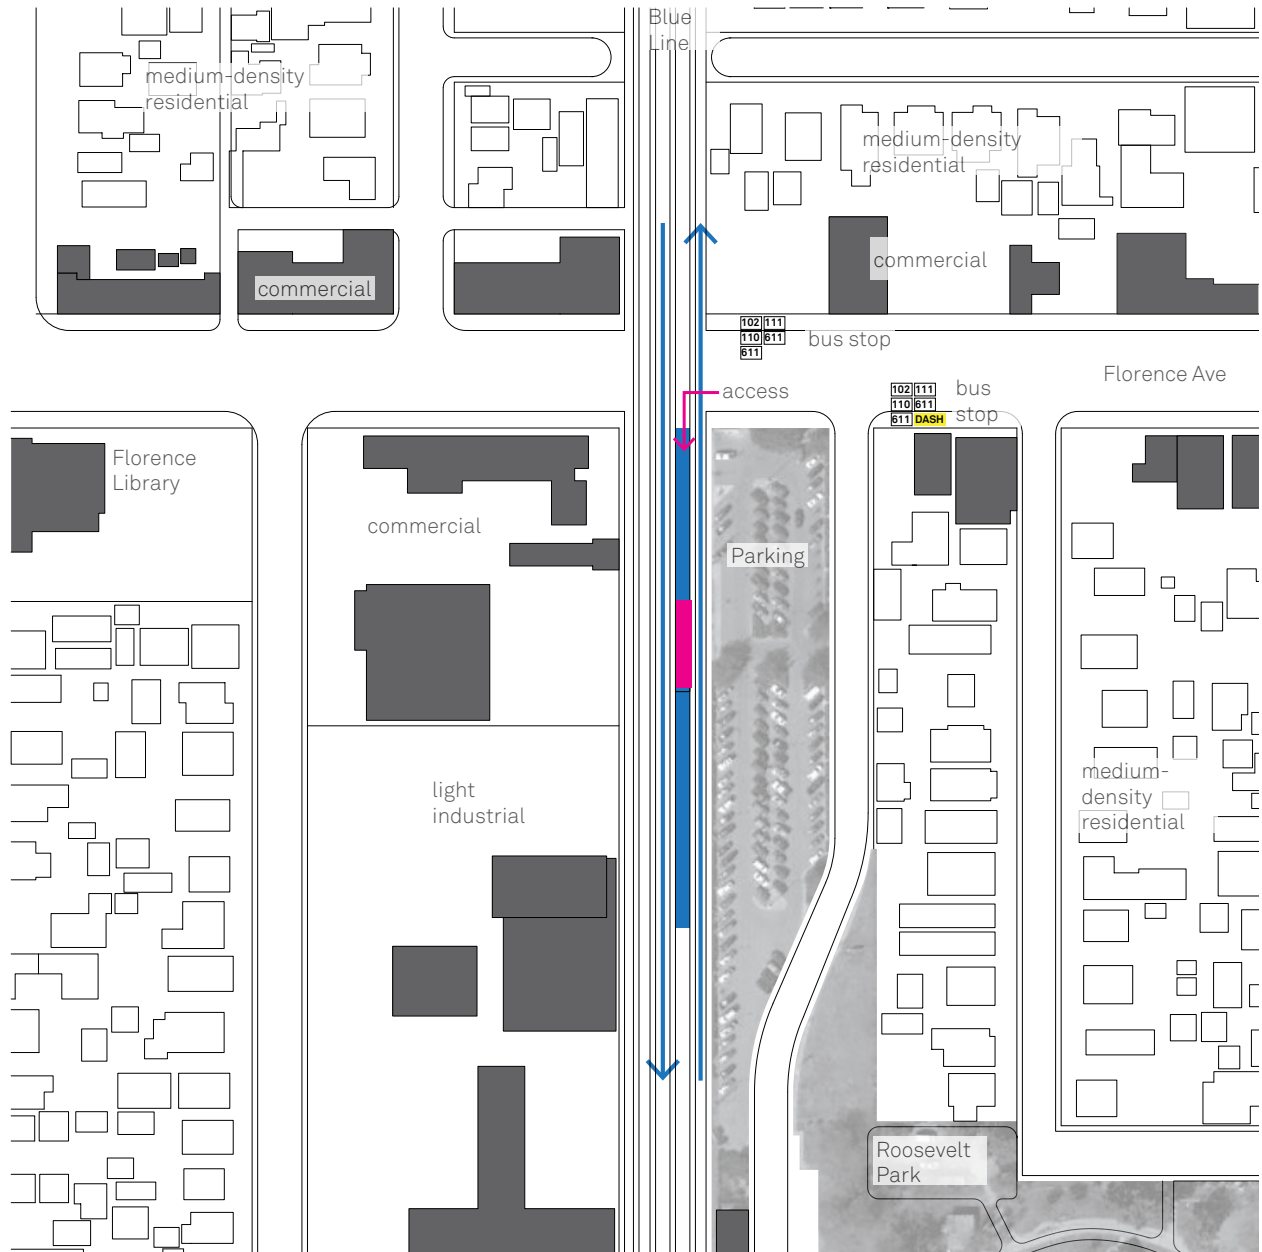 Blue
Line
medium-density
residential
medium-density
residential
commercial
commercial
102 111
110 611
611
bus stop
Florence Ave
access
102 111
110 611
611 DASH
bus
stop
Florence
Library
commercial
Parking
light
industrial
medium-
density
residential
Roosevelt
Park